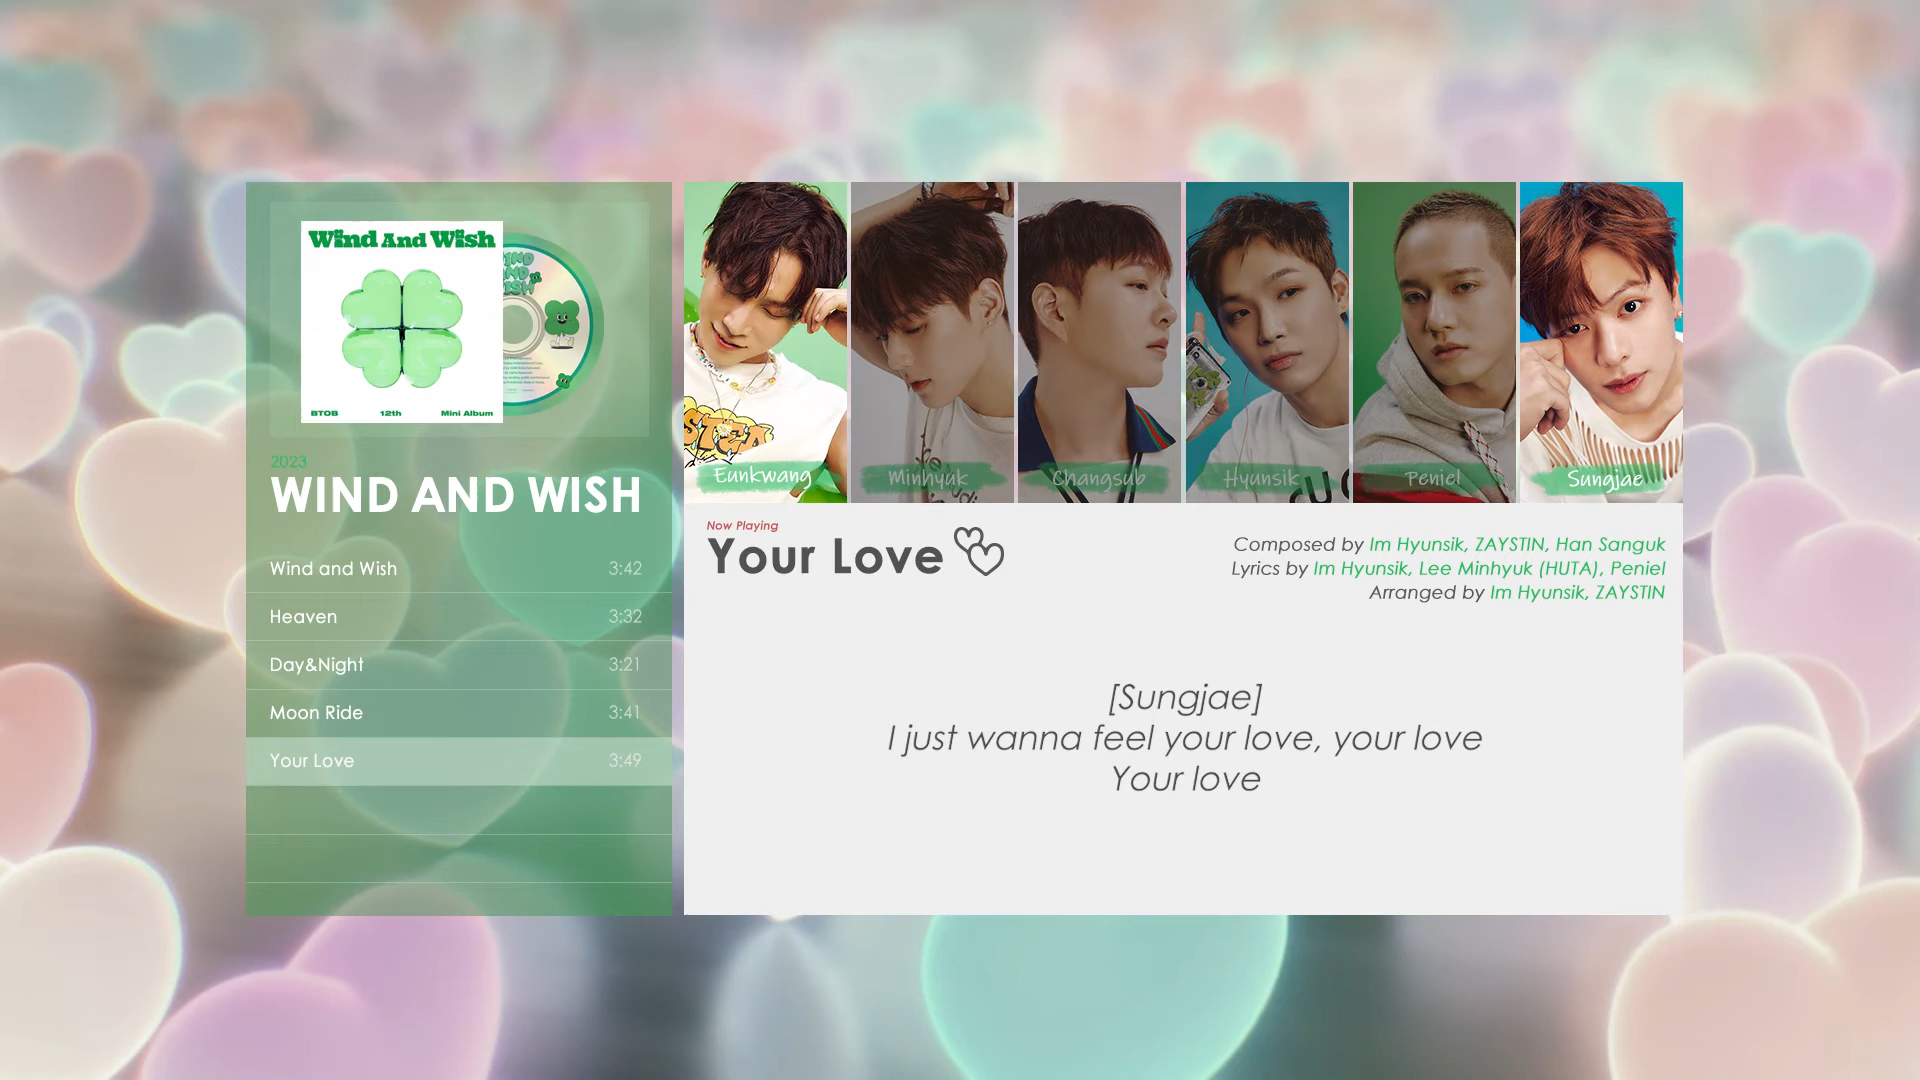 Wind And Wish
WIND
AND
WISH
BTOB 12th Mini Album
2023
WIND AND WISH
Wind and Wish 3:42
Heaven 3:32
Day&Night 3:21
Moon Ride 3:41
Your Love 3:49
Eunkwang
Minhyuk
Changsub
Hyunsik
Peniel
Sungjae
Now Playing
Your Love
Composed by Im Hyunsik, ZAYSTIN, Han Sanguk
Lyrics by Im Hyunsik, Lee Minhyuk (HUTA), Peniel
Arranged by Im Hyunsik, ZAYSTIN
[Sungjae]
I just wanna feel your love, your love
Your love